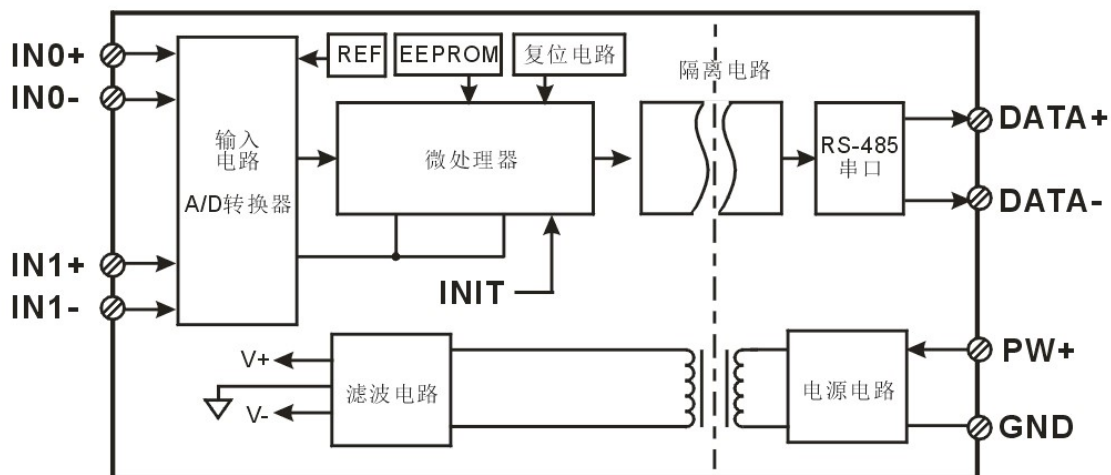 IN0+
IN0-
IN1+
IN1-
输入
电路
A/D转换器
REF
EEPROM
复位电路
微处理器
INIT
隔离电路
RS-485
串口
DATA+
DATA-
V+
V-
滤波电路
电源电路
PW+
GND